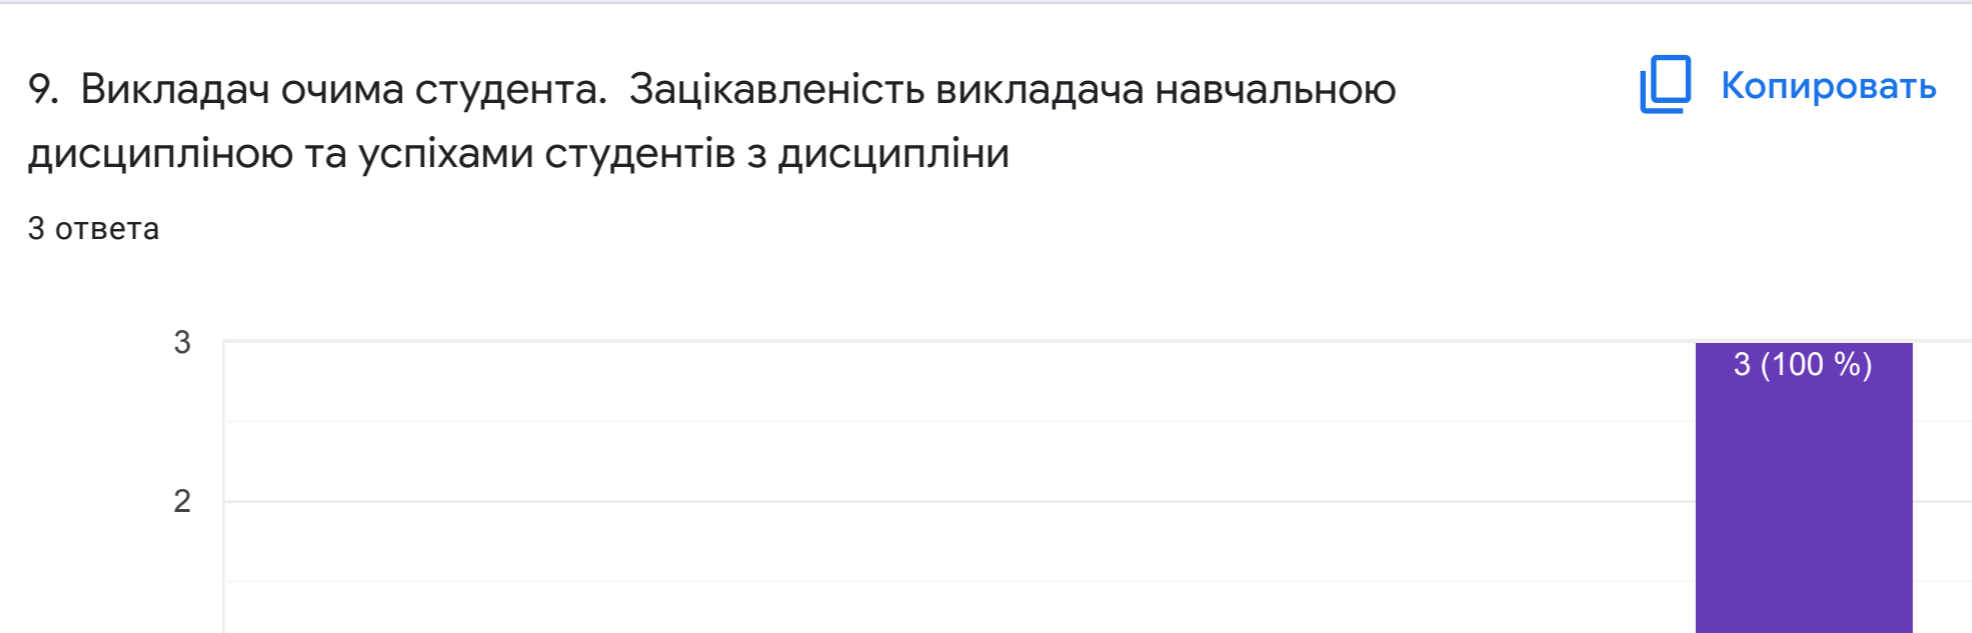 9. Викладач очима студента. Зацікавленість викладача навчальною
дисципліною та успіхами студентів з дисципліни
Копировать
3 ответа
3
3 (100 %)
2